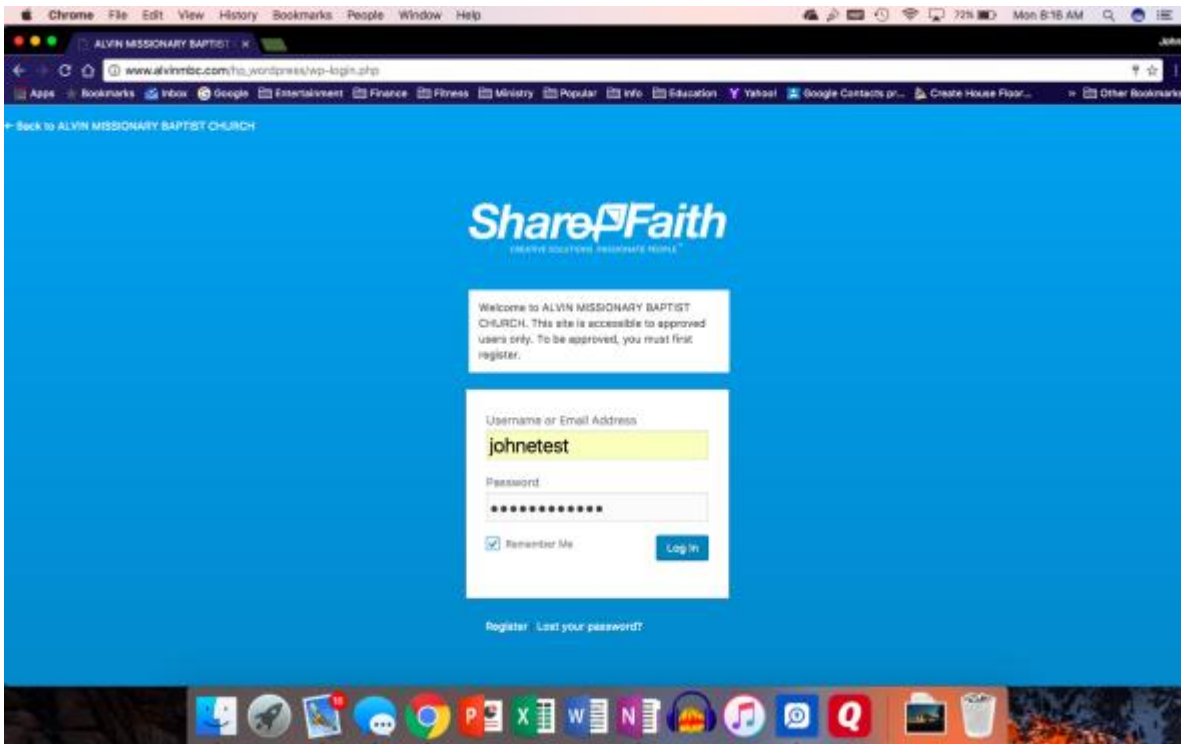 Chrome File Edit View History Bookmarks People Window Help 72% Mon 8:16 AM
ALVIN MISSIONARY BAPTIST
John
www.alvinmbc.com/hp_wordpress/wp-login.php
Apps Bookmarks Inbox Google Entertainment Finance Fitness Ministry Popular Info Education Yahoo! Google Contacts pr... Create House Floor... » Other Bookmarks
← Back to ALVIN MISSIONARY BAPTIST CHURCH
ShareFaith
CREATIVE SOLUTIONS. PASSIONATE PEOPLE.™
Welcome to ALVIN MISSIONARY BAPTIST
CHURCH. This site is accessible to approved
users only. To be approved, you must first
register.
Username or Email Address
johnetest
Password
Remember Me
Log In
Register Lost your password?
P X W N Q